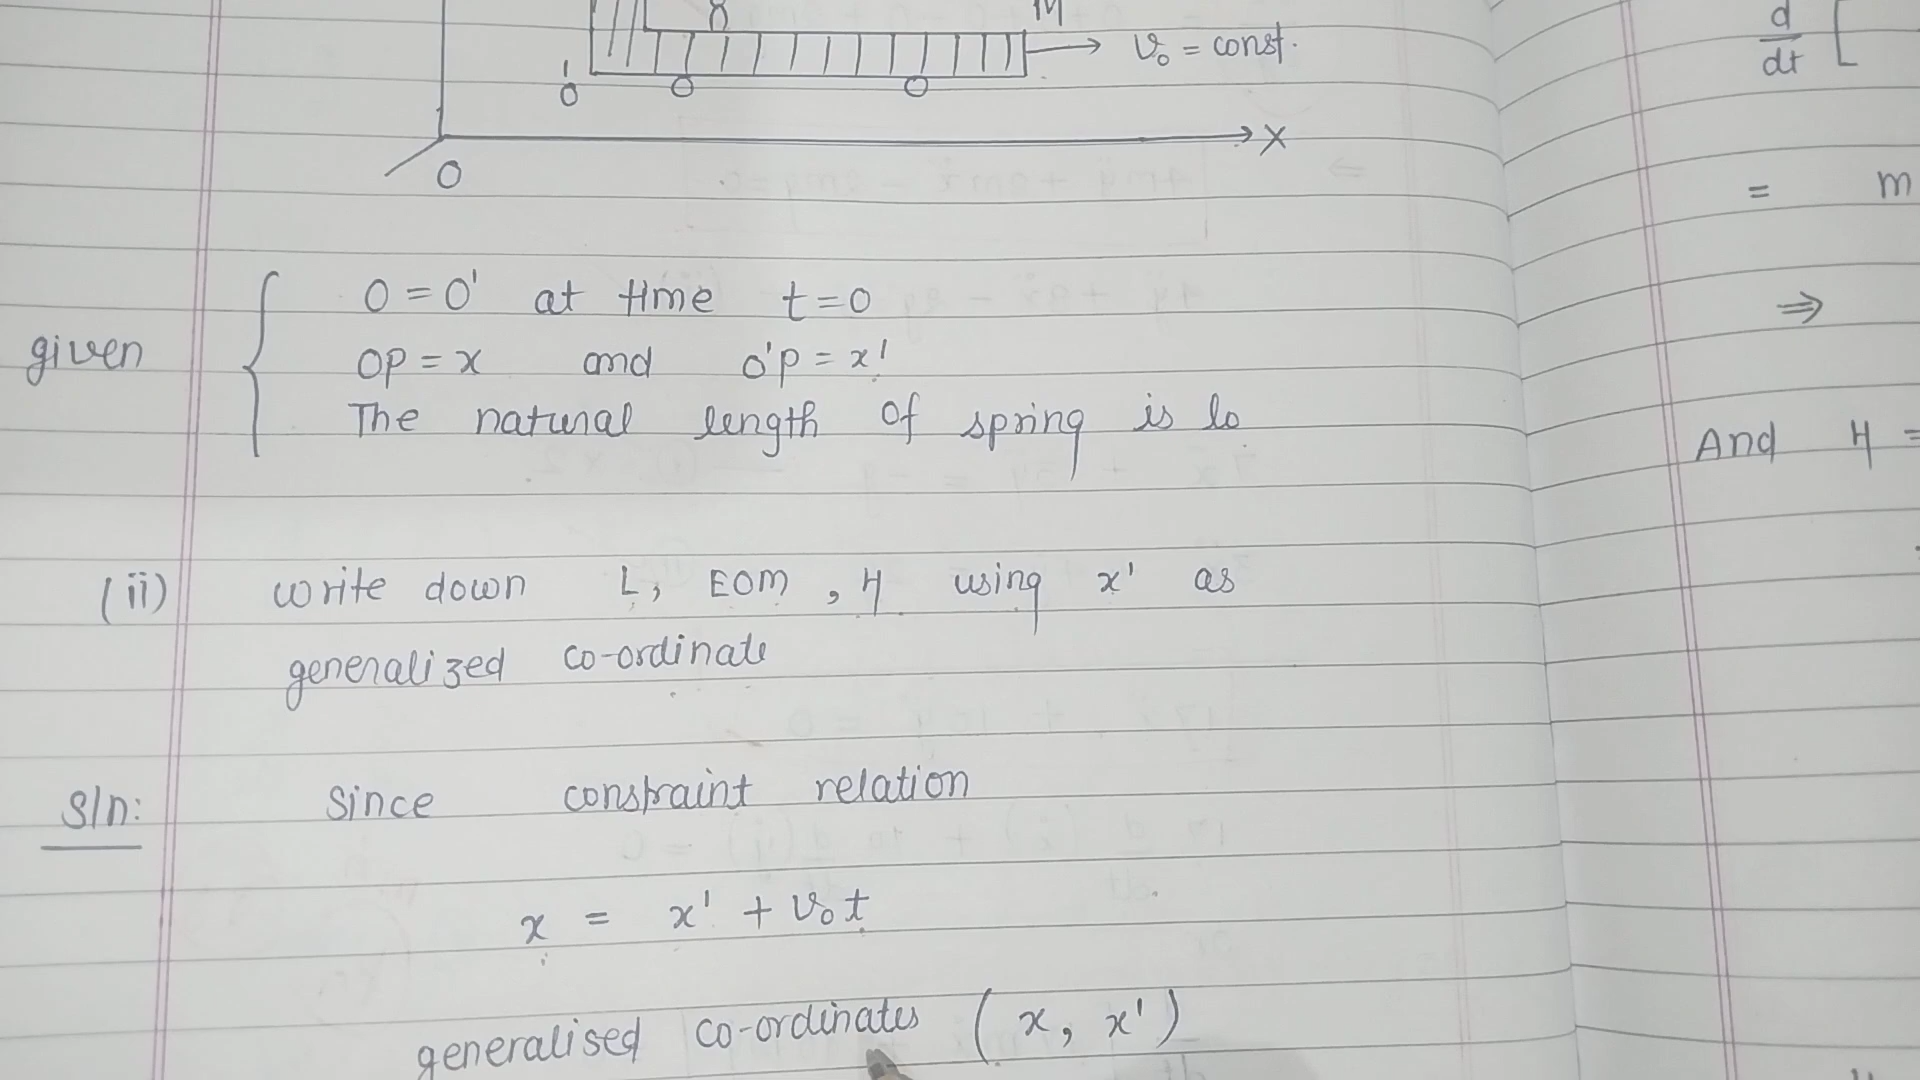 M
v₀ = const.
O'
X
O
given
O = O' at time t=0
OP = x and O'P = x'
The natural length of spring is lo
(ii) write down L, EOM, H using x' as
generalized co-ordinate
Sln: Since constraint relation
x = x' + v₀t
generalised co-ordinates (x, x')
d/dt [
= m
⇒
And H =